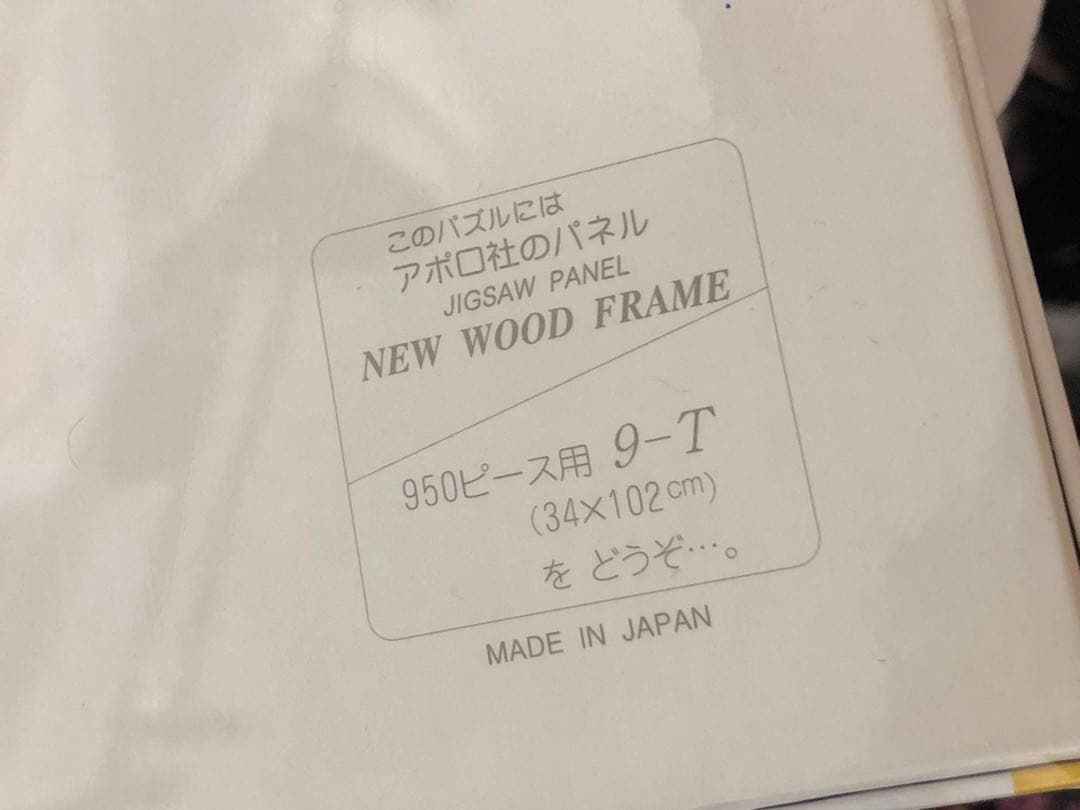 このパズルには
アポロ社のパネル
JIGSAW PANEL
NEW WOOD FRAME
950ピース用 9-T
(34×102cm)
を どうぞ…。
MADE IN JAPAN